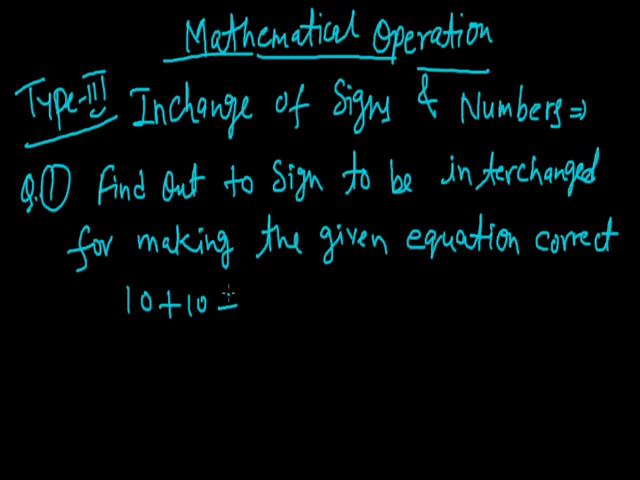 Mathematical Operation
Type-III Inchange of Signs & Numbers ⇒
Q.① Find Out to Sign to be interchanged
for making the given equation correct
10+10